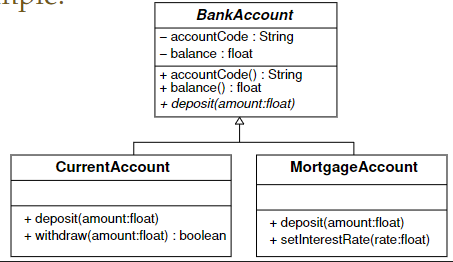 mple:
BankAccount
– accountCode : String
– balance : float
+ accountCode() : String
+ balance() : float
+ deposit(amount:float)
CurrentAccount
+ deposit(amount:float)
+ withdraw(amount:float) : boolean
MortgageAccount
+ deposit(amount:float)
+ setInterestRate(rate:float)